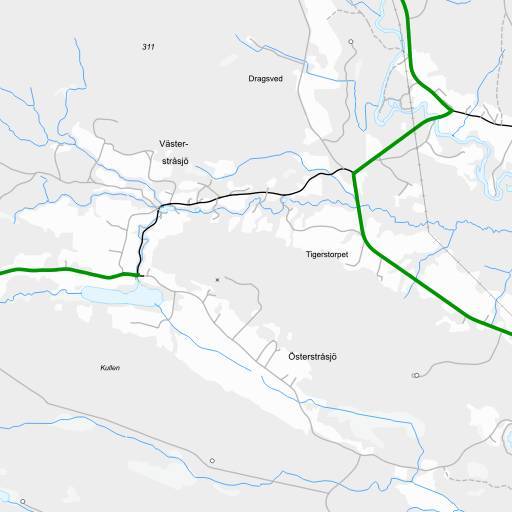 311
Dragsved
Väster-
stråsjö
Tigerstorpet
Österstråsjö
Kullen